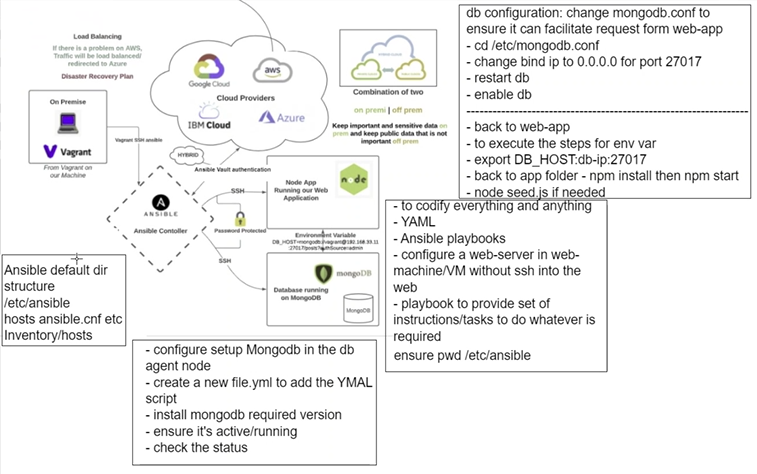 Load Balancing
If there is a problem on AWS,
Traffic will be load balanced/
redirected to Azure
Disaster Recovery Plan
On Premise
Vagrant
From Vagrant on
our Machine
Vagrant SSH ansible
Google Cloud
aws
Cloud Providers
IBM Cloud
Azure
HYBRID
Ansible Vault authentication
Combination of two
on premi | off prem
Keep important and sensitive data on
prem and keep public data that is not
important off prem
ANSIBLE
Ansible Contoller
SSH
Password Protected
SSH
Node App
Running our Web
Application
node
Environment Variable
DB_HOST=mongodb://vagrant@192.168.33.11
:27017/posts?authSource=admin
mongoDB
Database running
on MongoDB
MongoDB
db configuration: change mongodb.conf to
ensure it can facilitate request form web-app
- cd /etc/mongodb.conf
- change bind ip to 0.0.0.0 for port 27017
- restart db
- enable db
----------------------------------------------------------------
- back to web-app
- to execute the steps for env var
- export DB_HOST:db-ip:27017
- back to app folder - npm install then npm start
- node seed.js if needed
- to codify everything and anything
- YAML
- Ansible playbooks
- configure a web-server in web-
machine/VM without ssh into the
web
- playbook to provide set of
instructions/tasks to do whatever is
required
ensure pwd /etc/ansible
Ansible default dir
structure
/etc/ansible
hosts ansible.cnf etc
Inventory/hosts
- configure setup Mongodb in the db
agent node
- create a new file.yml to add the YMAL
script
- install mongodb required version
- ensure it's active/running
- check the status